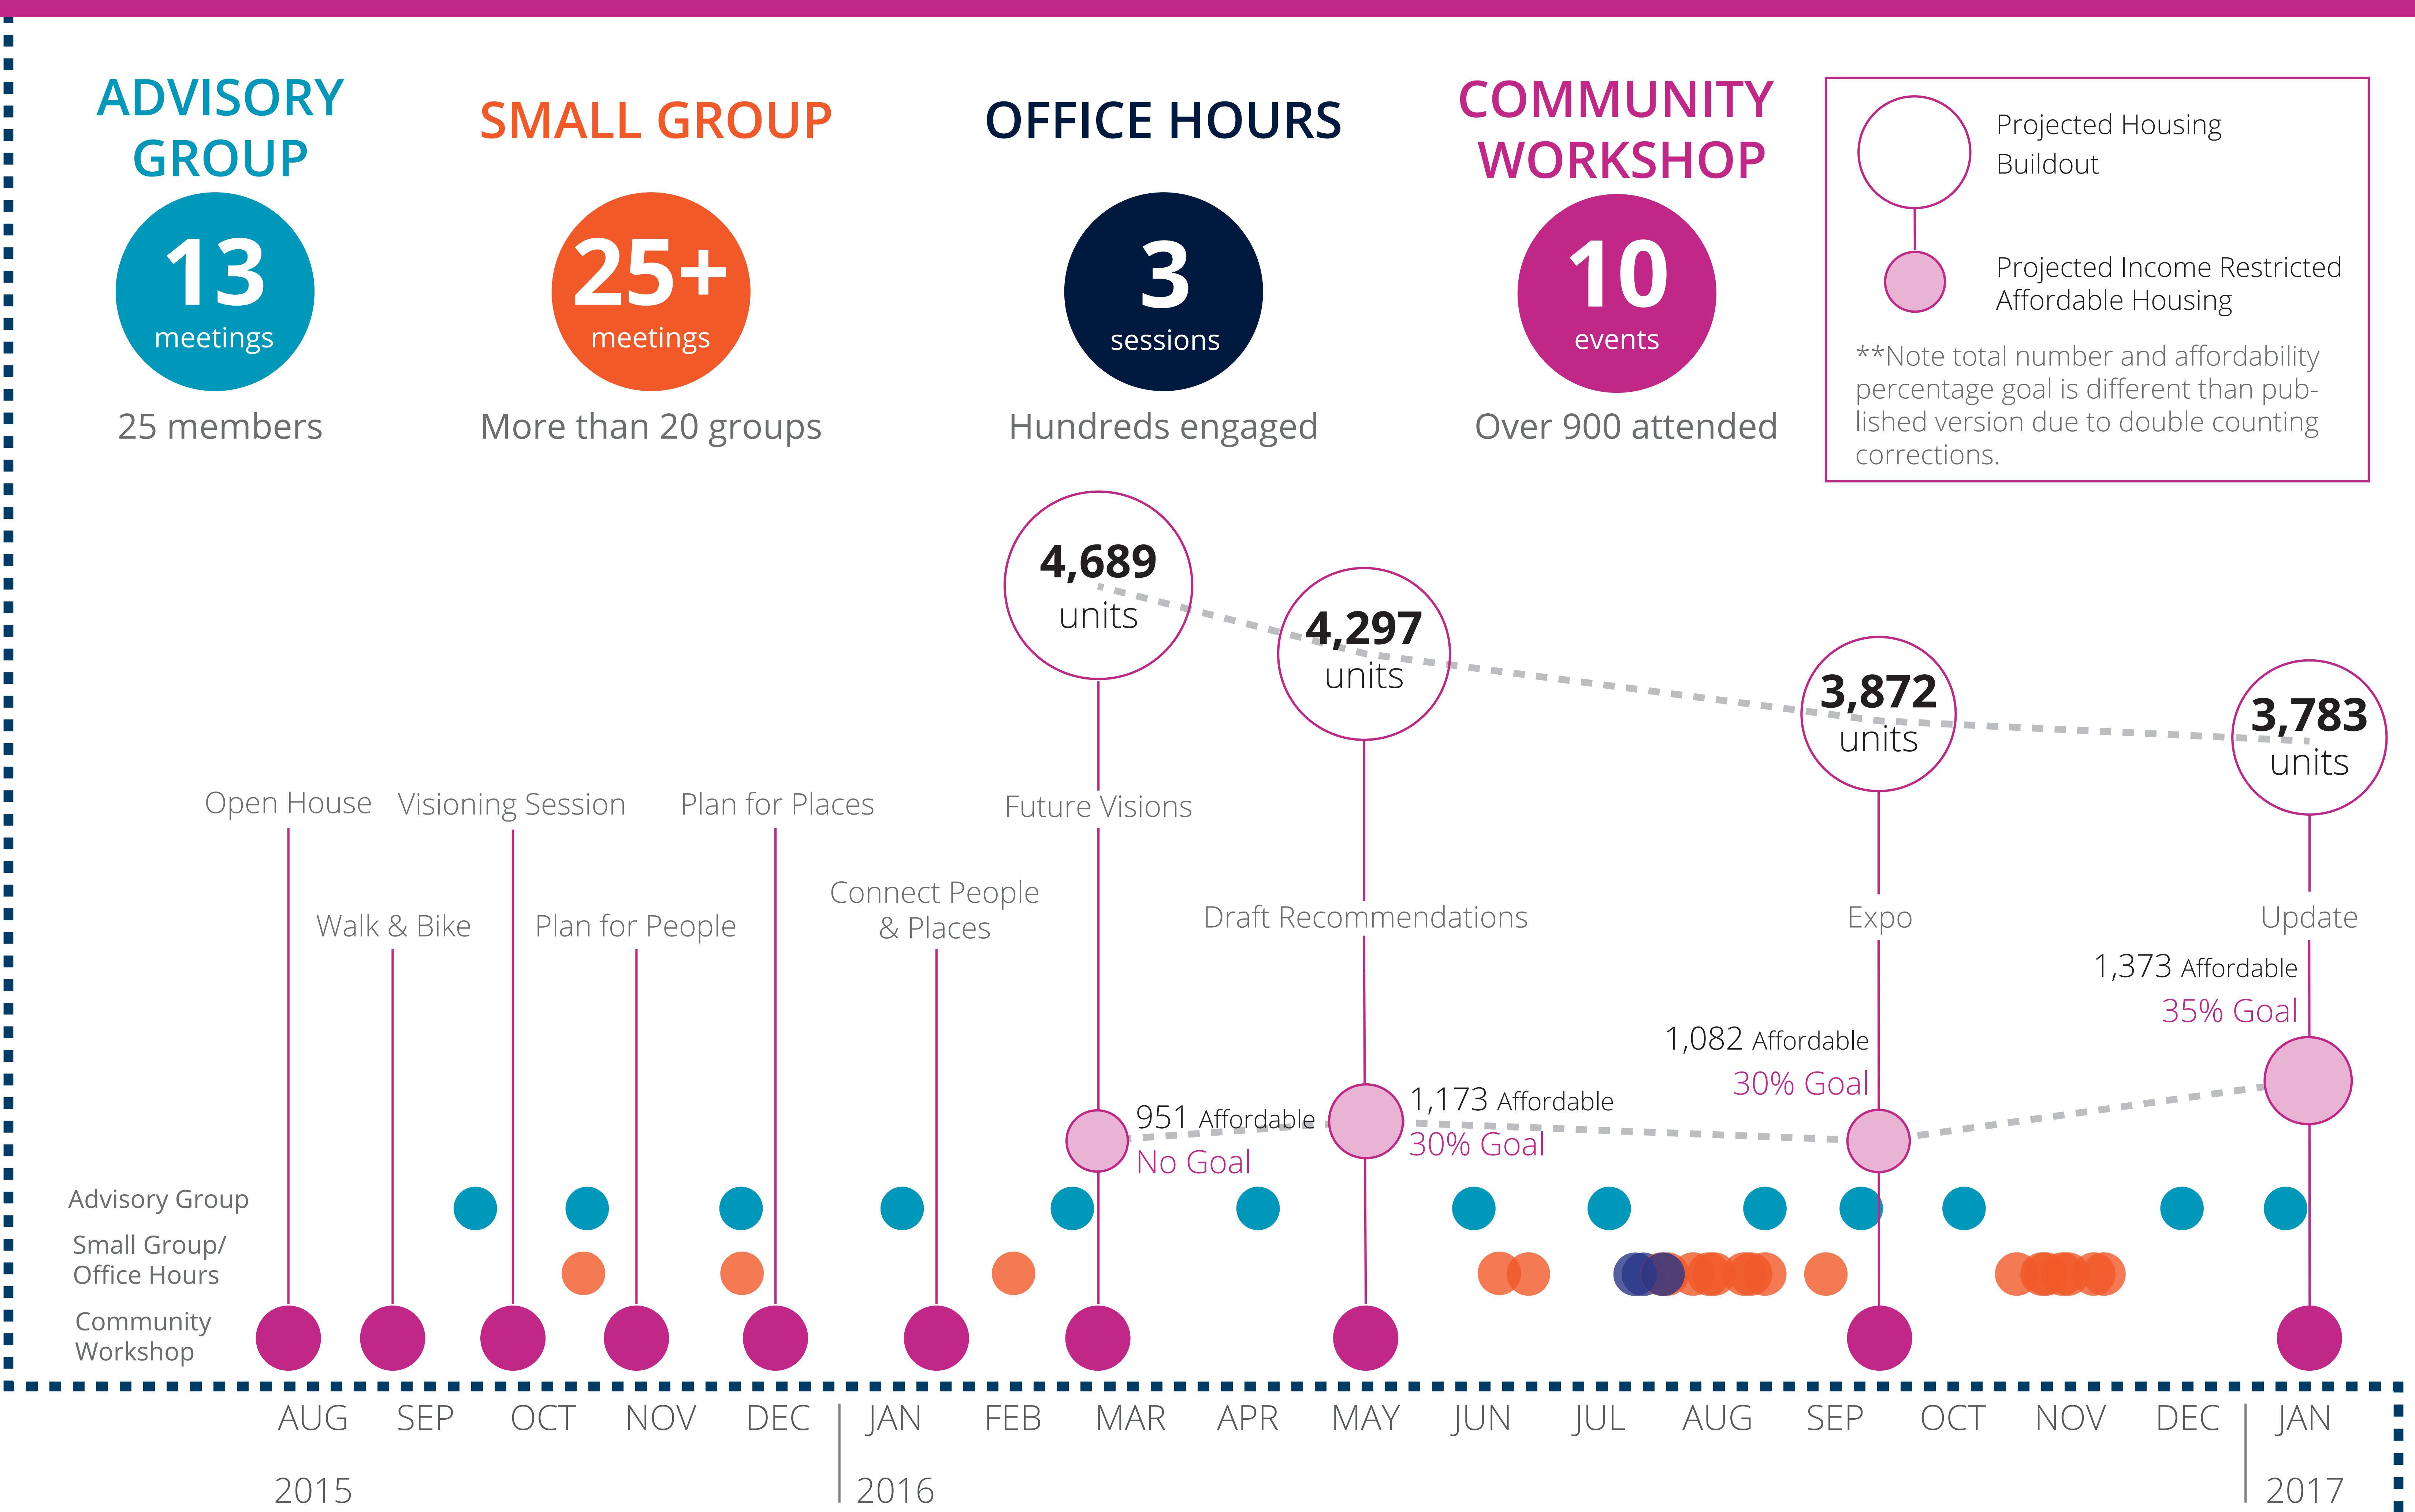 ADVISORY
GROUP
13
meetings
25 members
SMALL GROUP
25+
meetings
More than 20 groups
OFFICE HOURS
3
sessions
Hundreds engaged
COMMUNITY
WORKSHOP
10
events
Over 900 attended
Projected Housing
Buildout
Projected Income Restricted
Affordable Housing
**Note total number and affordability
percentage goal is different than pub-
lished version due to double counting
corrections.
4,689
units
4,297
units
3,872
units
3,783
units
Open House
Visioning Session
Plan for Places
Future Visions
Walk & Bike
Plan for People
Connect People
& Places
Draft Recommendations
Expo
Update
951 Affordable
No Goal
1,173 Affordable
30% Goal
1,082 Affordable
30% Goal
1,373 Affordable
35% Goal
Advisory Group
Small Group/
Office Hours
Community
Workshop
AUG SEP OCT NOV DEC JAN FEB MAR APR MAY JUN JUL AUG SEP OCT NOV DEC JAN
2015 2016 2017